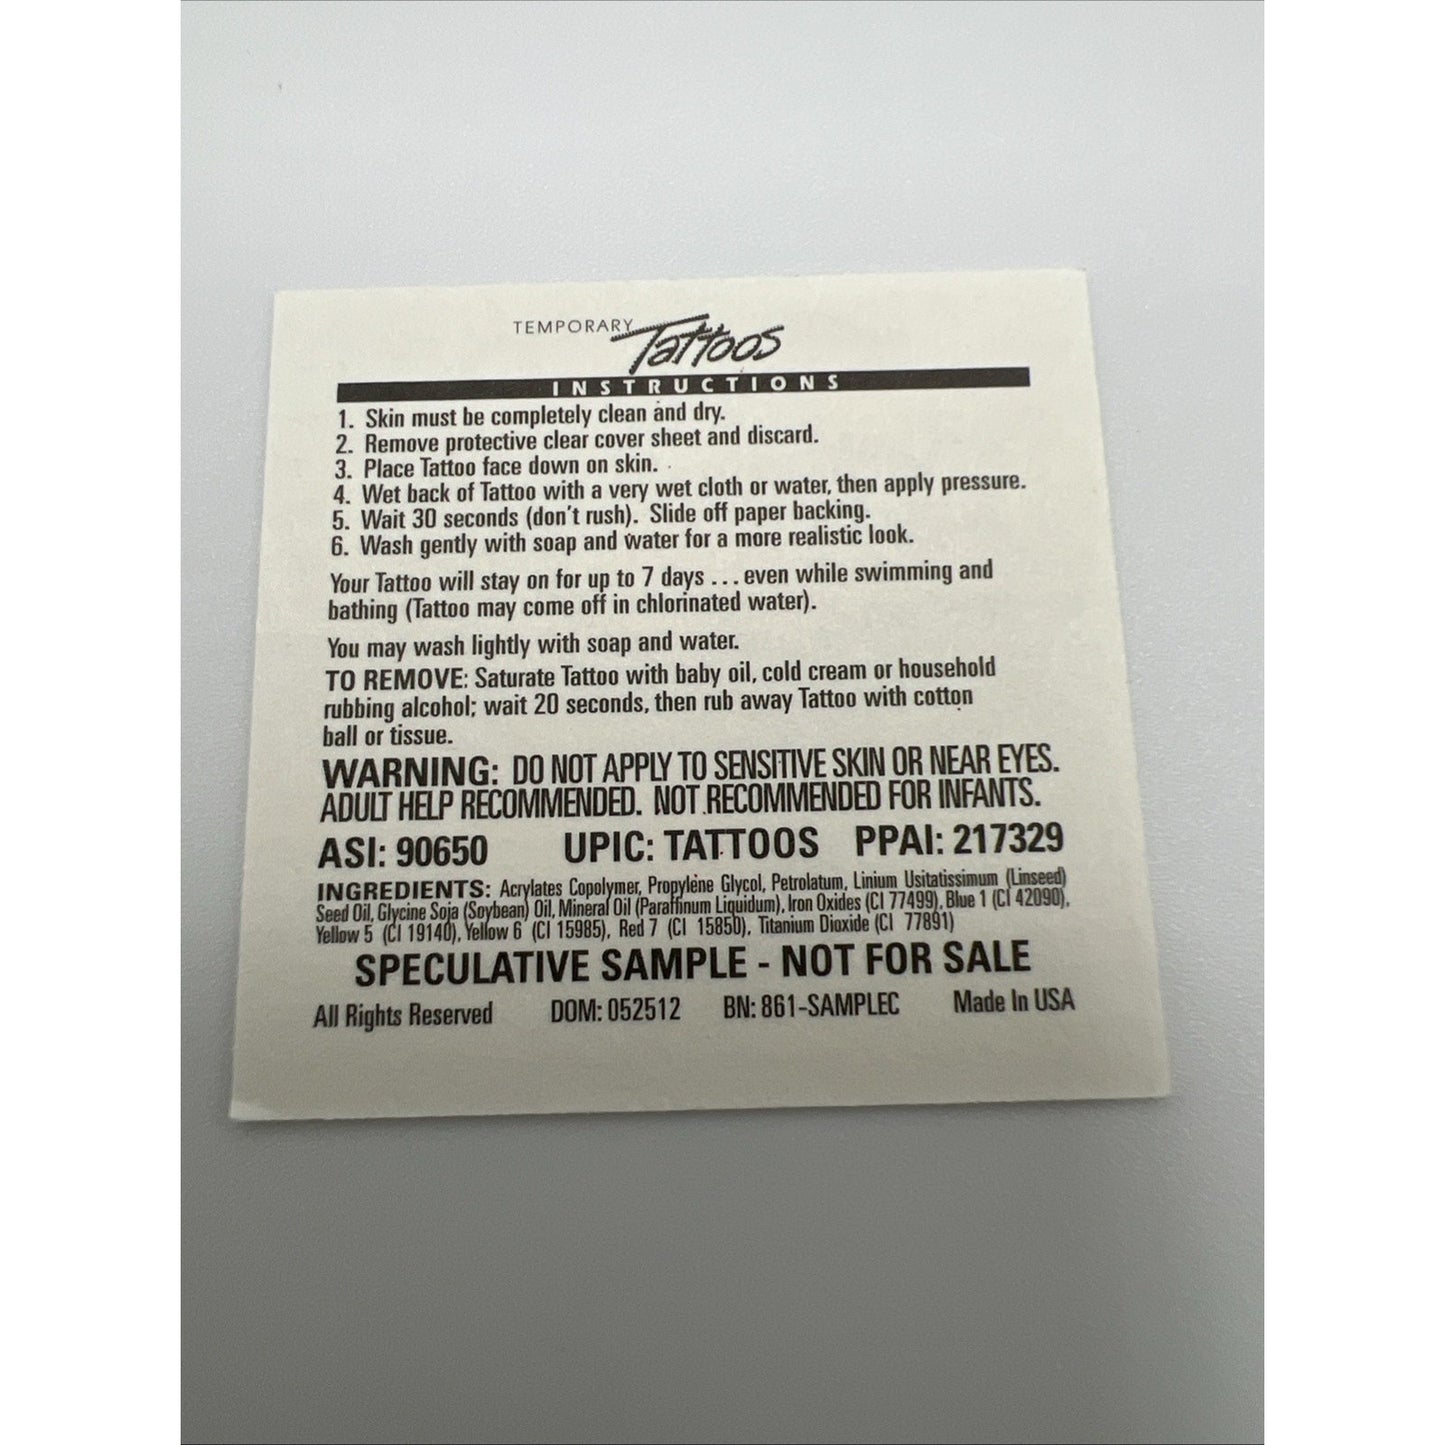 TEMPORARY Tattoos
INSTRUCTIONS
1. Skin must be completely clean and dry.
2. Remove protective clear cover sheet and discard.
3. Place Tattoo face down on skin.
4. Wet back of Tattoo with a very wet cloth or water, then apply pressure.
5. Wait 30 seconds (don't rush). Slide off paper backing.
6. Wash gently with soap and water for a more realistic look.
Your Tattoo will stay on for up to 7 days ... even while swimming and
bathing (Tattoo may come off in chlorinated water).
You may wash lightly with soap and water.
TO REMOVE: Saturate Tattoo with baby oil, cold cream or household
rubbing alcohol; wait 20 seconds, then rub away Tattoo with cotton
ball or tissue.
WARNING: DO NOT APPLY TO SENSITIVE SKIN OR NEAR EYES.
ADULT HELP RECOMMENDED. NOT RECOMMENDED FOR INFANTS.
ASI: 90650 UPIC: TATTOOS PPAI: 217329
INGREDIENTS: Acrylates Copolymer, Propylene Glycol, Petrolatum, Linium Usitatissimum (Linseed)
Seed Oil, Glycine Soja (Soybean) Oil, Mineral Oil (Paraffinum Liquidum), Iron Oxides (CI 77499), Blue 1 (CI 42090),
Yellow 5 (CI 19140), Yellow 6 (CI 15985), Red 7 (CI 15850), Titanium Dioxide (CI 77891)
SPECULATIVE SAMPLE - NOT FOR SALE
All Rights Reserved DOM: 052512 BN: 861-SAMPLEC Made In USA